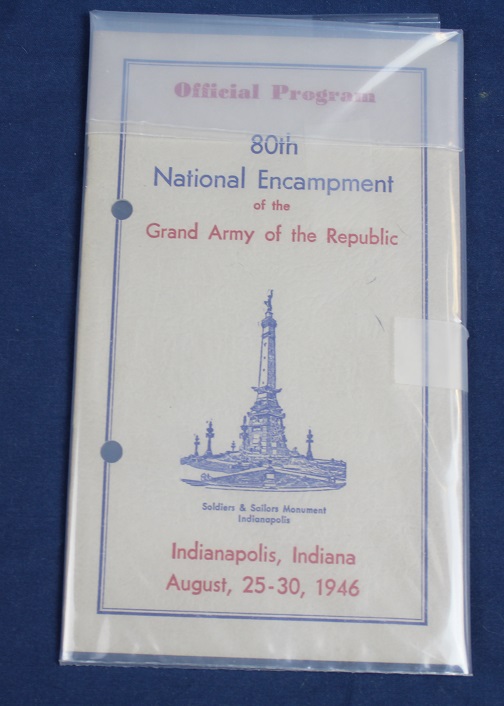 Official Program
80th
National Encampment
of the
Grand Army of the Republic
Soldiers & Sailors Monument
Indianapolis
Indianapolis, Indiana
August, 25-30, 1946